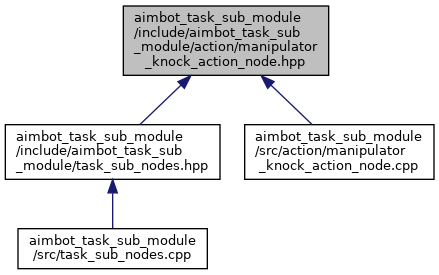 aimbot_task_sub_module
/include/aimbot_task_sub
_module/action/manipulator
_knock_action_node.hpp
aimbot_task_sub_module
/include/aimbot_task_sub
_module/task_sub_nodes.hpp
aimbot_task_sub_module
/src/action/manipulator
_knock_action_node.cpp
aimbot_task_sub_module
/src/task_sub_nodes.cpp